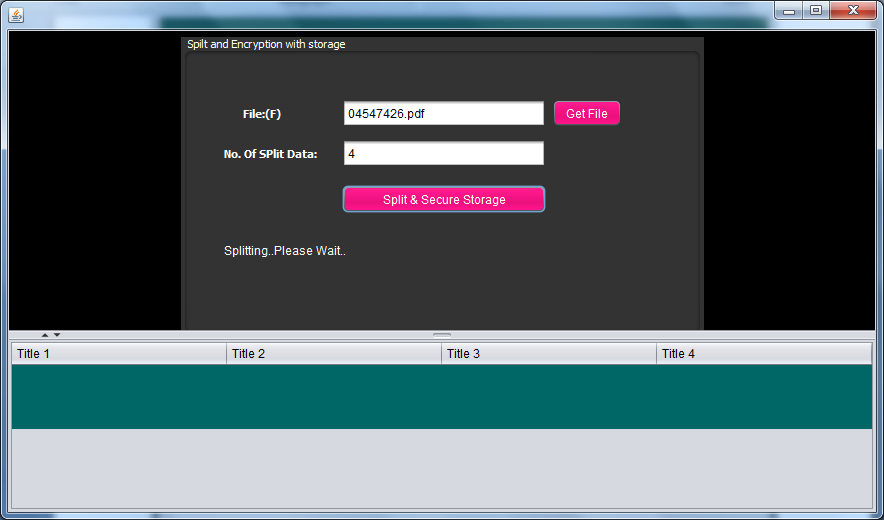 Spilt and Encryption with storage
File:(F)
04547426.pdf
Get File
No. Of SPlit Data:
4
Split & Secure Storage
Splitting..Please Wait..
Title 1 Title 2 Title 3 Title 4